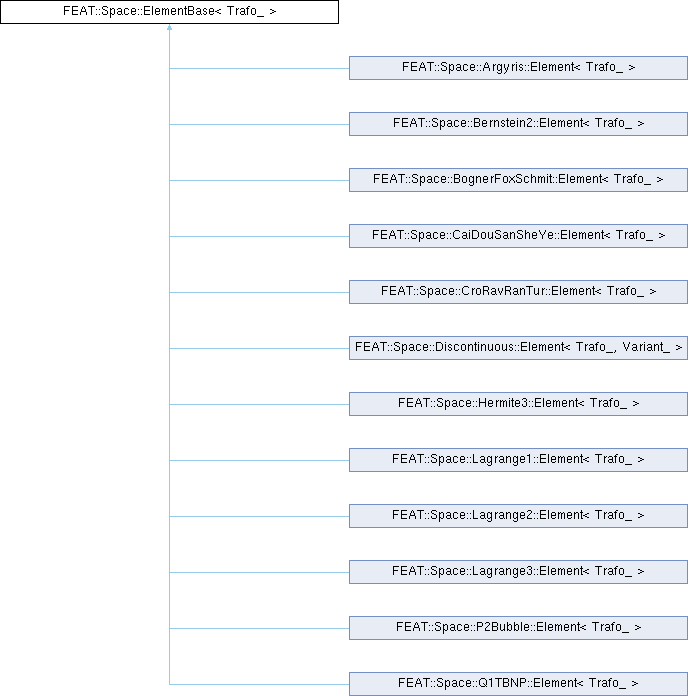 FEAT::Space::ElementBase< Trafo_ >
FEAT::Space::Argyris::Element< Trafo_ >
FEAT::Space::Bernstein2::Element< Trafo_ >
FEAT::Space::BognerFoxSchmit::Element< Trafo_ >
FEAT::Space::CaiDouSanSheYe::Element< Trafo_ >
FEAT::Space::CroRavRanTur::Element< Trafo_ >
FEAT::Space::Discontinuous::Element< Trafo_, Variant_ >
FEAT::Space::Hermite3::Element< Trafo_ >
FEAT::Space::Lagrange1::Element< Trafo_ >
FEAT::Space::Lagrange2::Element< Trafo_ >
FEAT::Space::Lagrange3::Element< Trafo_ >
FEAT::Space::P2Bubble::Element< Trafo_ >
FEAT::Space::Q1TBNP::Element< Trafo_ >